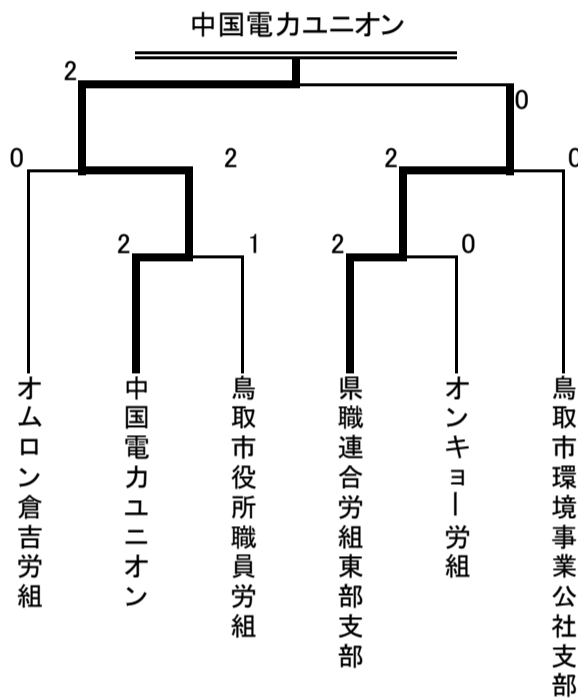 中国電力ユニオン
2
0
0
2
2
0
2
1
2
0
オムロン倉吉労組
中国電力ユニオン
鳥取市役所職員労組
県職連合労組東部支部
オンキョー労組
鳥取市環境事業公社支部